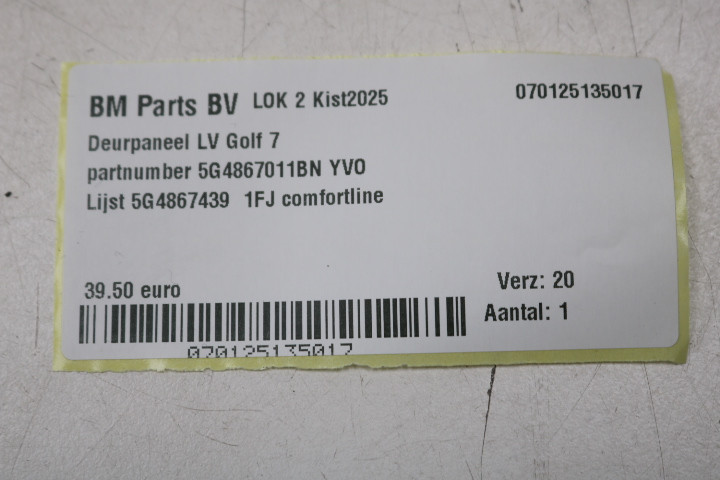 BM Parts BV LOK 2 Kist2025 070125135017
Deurpaneel LV Golf 7
partnumber 5G4867011BN YVO
Lijst 5G4867439 1FJ comfortline
39.50 euro Verz: 20
Aantal: 1
070125135017